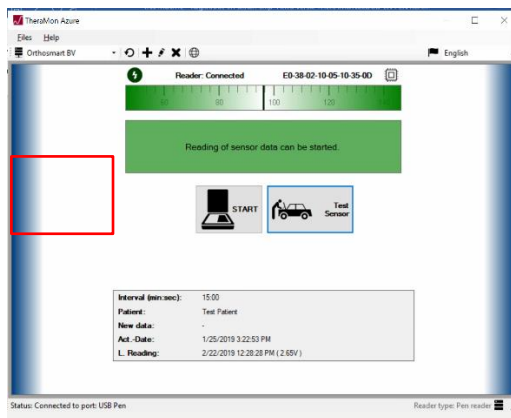 TheraMon Azure
Files Help
Orthosmart BV English
Reader: Connected E0-38-02-10-05-10-35-0D
60 80 100 120
Reading of sensor data can be started.
START Test Sensor
Interval (min:sec): 15:00
Patient: Test Patient
New data: -
Act.-Date: 1/25/2019 3:22:53 PM
L. Reading: 2/22/2019 12:28:28 PM ( 2.65V )
Status: Connected to port: USB Pen Reader type: Pen reader